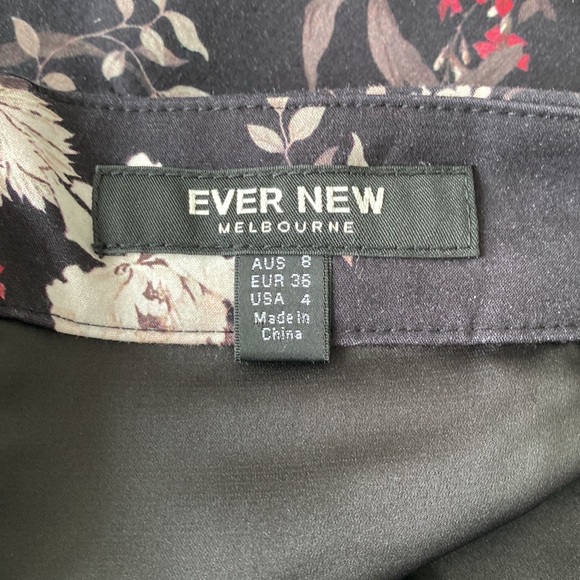 EVER NEW
MELBOURNE
AUS 8
EUR 36
USA 4
Made in
China